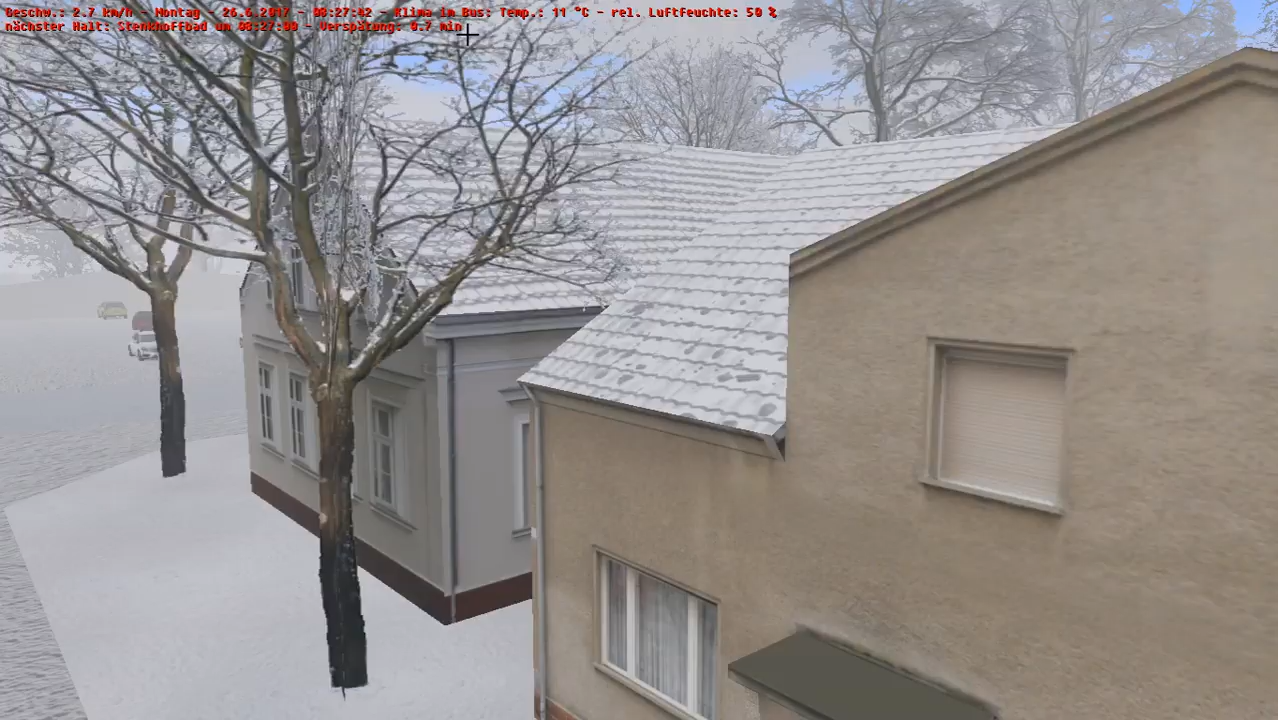 Geschw.: 2.7 km/h - Montag - 26.6.2017 - 08:27:42 - Klima im Bus: Temp.: 11 °C - rel. Luftfeuchte: 50 %
nächster Halt: Stenkhoffbad um 08:27:00 - Verspätung: 0.7 min